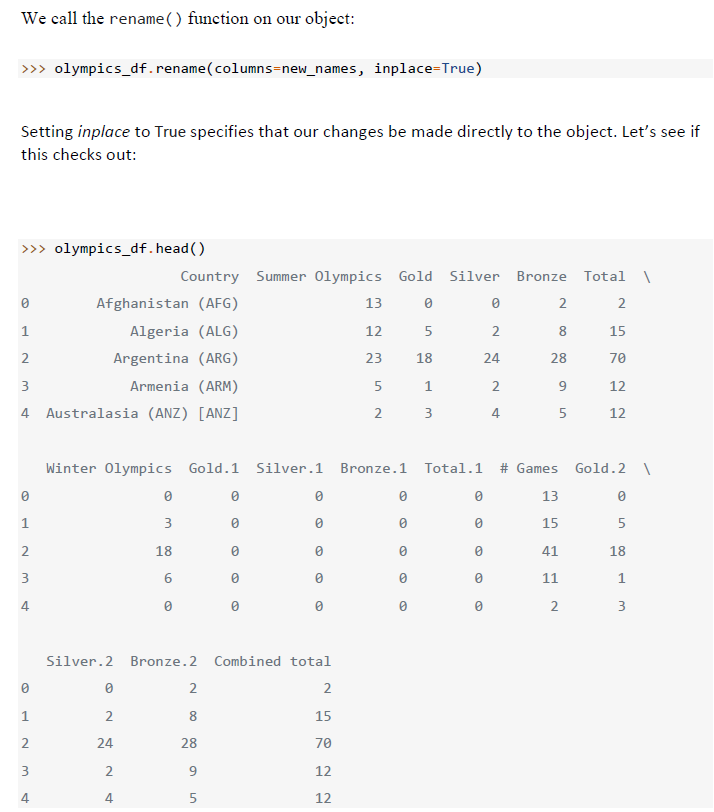 We call the rename() function on our object:
>>> olympics_df.rename(columns=new_names, inplace=True)
Setting inplace to True specifies that our changes be made directly to the object. Let’s see if
this checks out:
>>> olympics_df.head()
Country Summer Olympics Gold Silver Bronze Total \
0 Afghanistan (AFG) 13 0 0 2 2
1 Algeria (ALG) 12 5 2 8 15
2 Argentina (ARG) 23 18 24 28 70
3 Armenia (ARM) 5 1 2 9 12
4 Australasia (ANZ) [ANZ] 2 3 4 5 12
Winter Olympics Gold.1 Silver.1 Bronze.1 Total.1 # Games Gold.2 \
0 0 0 0 0 0 13 0
1 3 0 0 0 0 15 5
2 18 0 0 0 0 41 18
3 6 0 0 0 0 11 1
4 0 0 0 0 0 2 3
Silver.2 Bronze.2 Combined total
0 0 2 2
1 2 8 15
2 24 28 70
3 2 9 12
4 4 5 12